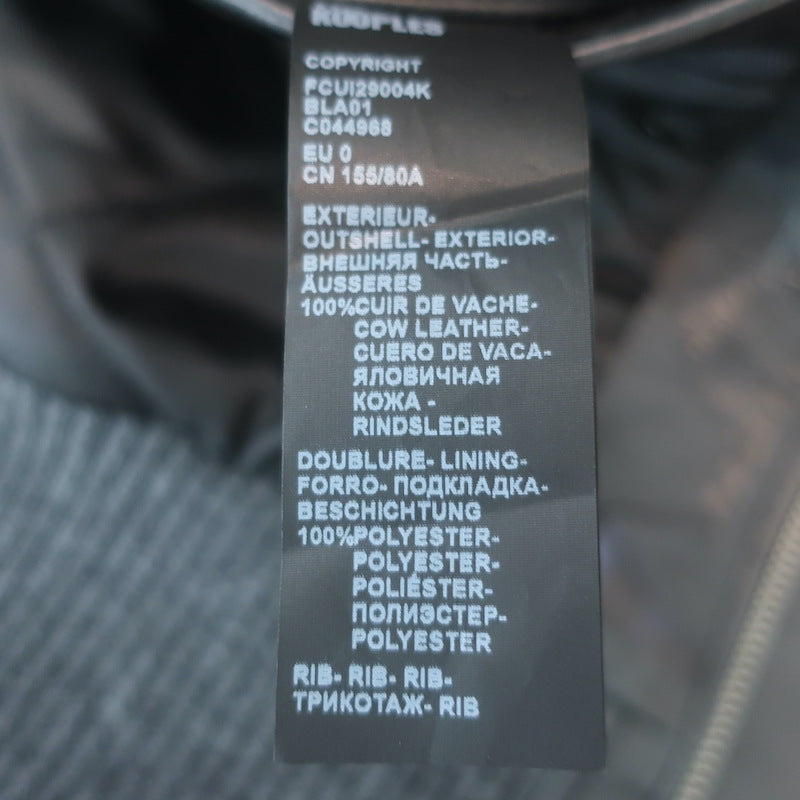 KOOPLES
COPYRIGHT
FCUI29004K
BLA01
C044968
EU 0
CN 155/80A
EXTERIEUR-
OUTSHELL- EXTERIOR-
ВНЕШНЯЯ ЧАСТЬ-
ÄUSSERES
100%CUIR DE VACHE-
COW LEATHER-
CUERO DE VACA-
ЯЛОВИЧНАЯ
КОЖА -
RINDSLEDER
DOUBLURE- LINING-
FORRO- ПОДКЛАДКА-
BESCHICHTUNG
100%POLYESTER-
POLYESTER-
POLIÉSTER-
ПОЛИЭСТЕР-
POLYESTER
RIB- RIB- RIB-
ТРИКОТАЖ- RIB